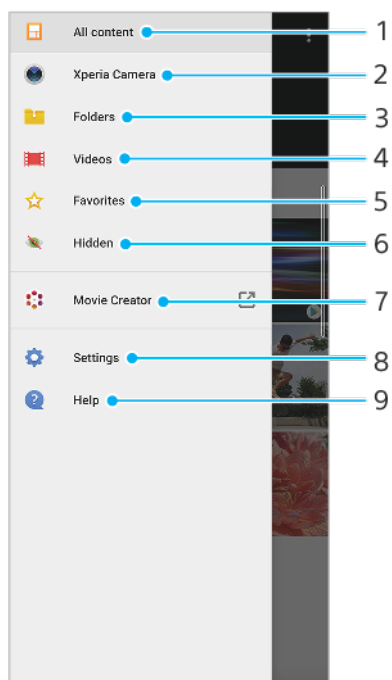 All content 1
Xperia Camera 2
Folders 3
Videos 4
Favorites 5
Hidden 6
Movie Creator 7
Settings 8
? Help 9